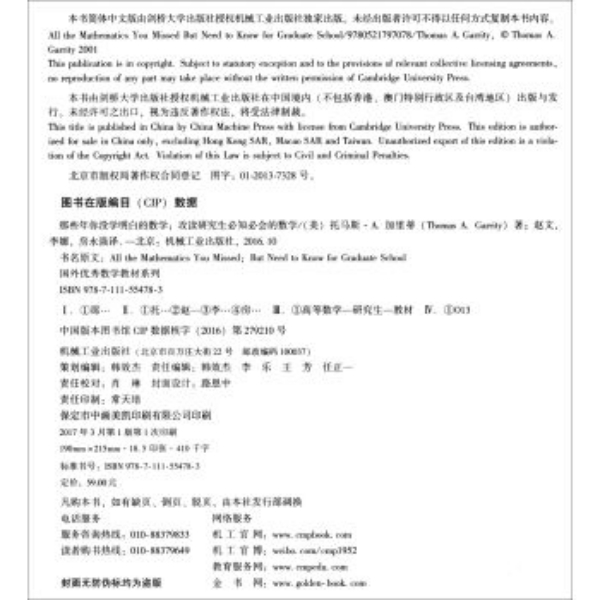 本书简体中文版由剑桥大学出版社授权机械工业出版社独家出版。未经出版者许可不得以任何方式复制本书内容。
All the Mathematics You Missed But Need to Know for Graduate School/9780521797078/Thomas A. Garrity, © Thomas A.
Garrity 2001
This publication is in copyright. Subject to statutory exception and to the provisions of relevant collective licensing agreements,
no reproduction of any part may take place without the written permission of Cambridge University Press.
本书由剑桥大学出版社授权机械工业出版社在中国境内（不包括香港、澳门特别行政区及台湾地区）出版与发
行。未经许可之出口，视为违反著作权法，将受法律制裁。
This title is published in China by China Machine Press with license from Cambridge University Press. This edition is author-
ized for sale in China only, excluding Hong Kong SAR, Macao SAR and Taiwan. Unauthorized export of this edition is a viola-
tion of the Copyright Act. Violation of this Law is subject to Civil and Criminal Penalties.
北京市版权局著作权合同登记 图字：01-2013-7328 号。
图书在版编目（CIP）数据
那些年你没学明白的数学：攻读研究生必知必会的数学/（美）托马斯·A. 加里蒂（Thomas A. Garrity）著；赵文，
李娜，房永强译. —北京：机械工业出版社，2016.10
书名原文：All the Mathematics You Missed: But Need to Know for Graduate School
国外优秀数学教材系列
ISBN 978-7-111-55478-3
Ⅰ. ①那… Ⅱ. ①托…②赵…③李…④房… Ⅲ. ①高等数学—研究生—教材 Ⅳ. ①O13
中国版本图书馆 CIP 数据核字（2016）第 279210 号
机械工业出版社（北京市百万庄大街 22 号 邮政编码 100037）
策划编辑：韩效杰 责任编辑：韩效杰 李 乐 王 芳 任正一
责任校对：肖 琳 封面设计：路恩中
责任印制：常天培
保定市中画美凯印刷有限公司印刷
2017 年 3 月第 1 版第 1 次印刷
190mm×215mm·18.3 印张·410 千字
标准书号：ISBN 978-7-111-55478-3
定价：59.00元
凡购本书，如有缺页、倒页、脱页，由本社发行部调换
电话服务 网络服务
服务咨询热线：010-88379833 机 工 官 网：www.cmpbook.com
读者购书热线：010-88379649 机 工 官 博：weibo.com/cmp1952
教育服务网：www.cmpedu.com
封面无防伪标均为盗版 金 书 网：www.golden-book.com